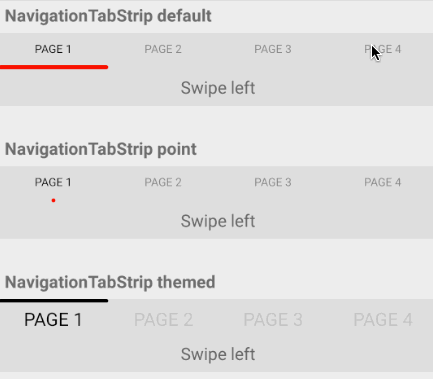 NavigationTabStrip default
PAGE 1 PAGE 2 PAGE 3 PAGE 4
Swipe left
NavigationTabStrip point
PAGE 1 PAGE 2 PAGE 3 PAGE 4
Swipe left
NavigationTabStrip themed
PAGE 1 PAGE 2 PAGE 3 PAGE 4
Swipe left